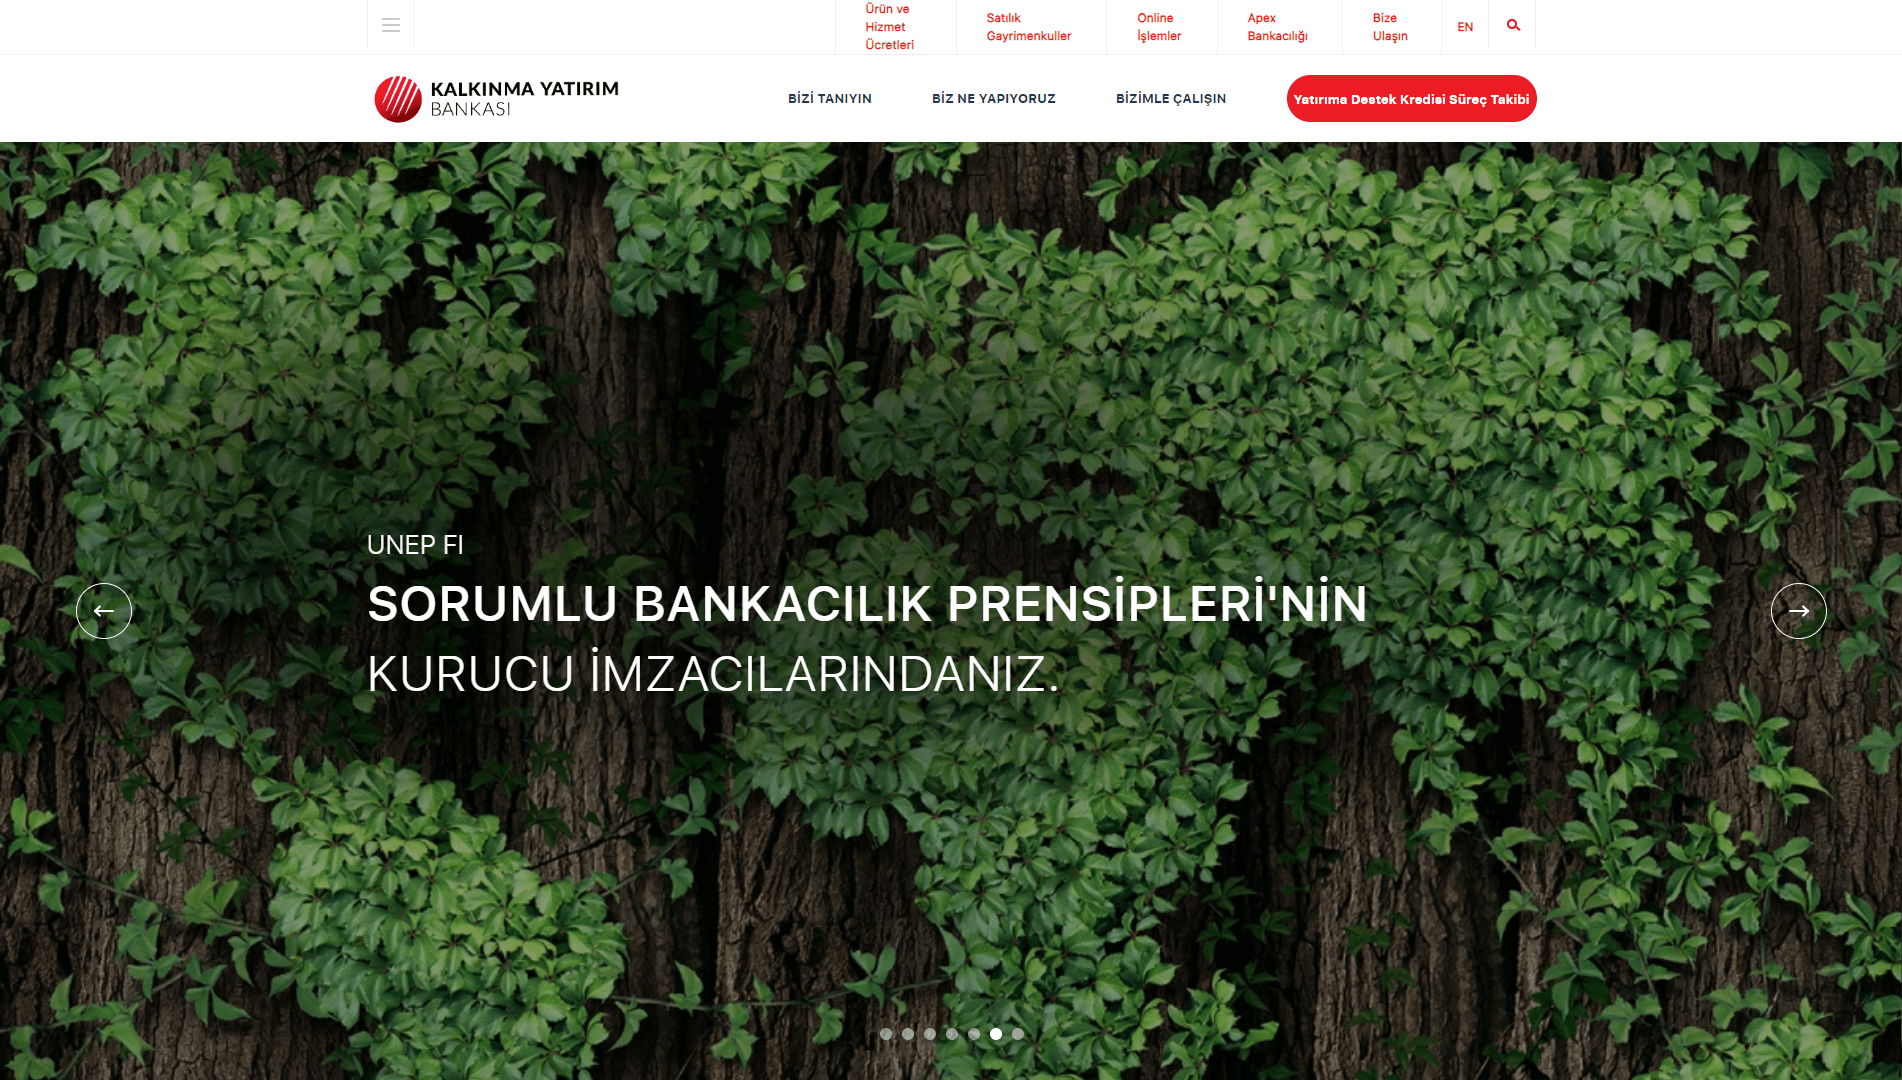 Ürün ve
Hizmet
Ücretleri
Satılık
Gayrimenkuller
Online
İşlemler
Apex
Bankacılığı
Bize
Ulaşın
EN
KALKINMA YATIRIM
BANKASI
BİZİ TANIYIN
BİZ NE YAPIYORUZ
BİZİMLE ÇALIŞIN
Yatırıma Destek Kredisi Süreç Takibi
UNEP FI
SORUMLU BANKACILIK PRENSİPLERİ'NİN
KURUCU İMZACILARINDANIZ.